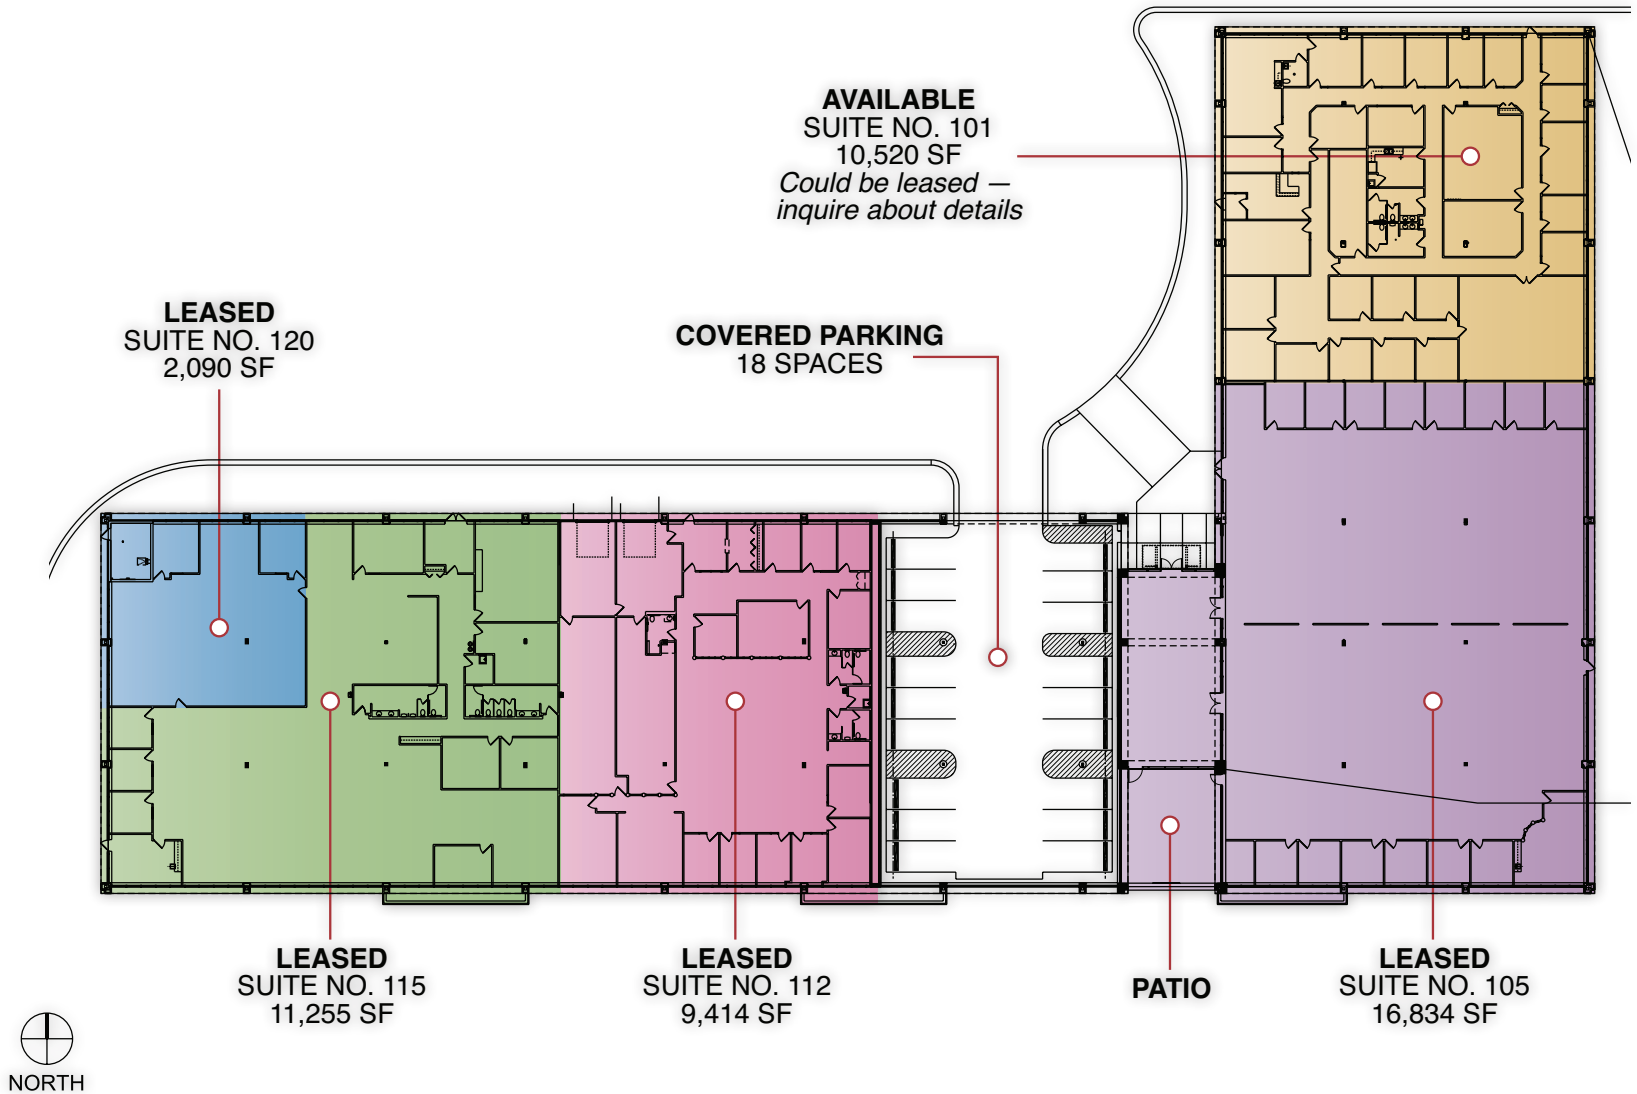 AVAILABLE
SUITE NO. 101
10,520 SF
Could be leased —
inquire about details
LEASED
SUITE NO. 120
2,090 SF
COVERED PARKING
18 SPACES
LEASED
SUITE NO. 115
11,255 SF
LEASED
SUITE NO. 112
9,414 SF
PATIO
LEASED
SUITE NO. 105
16,834 SF
NORTH